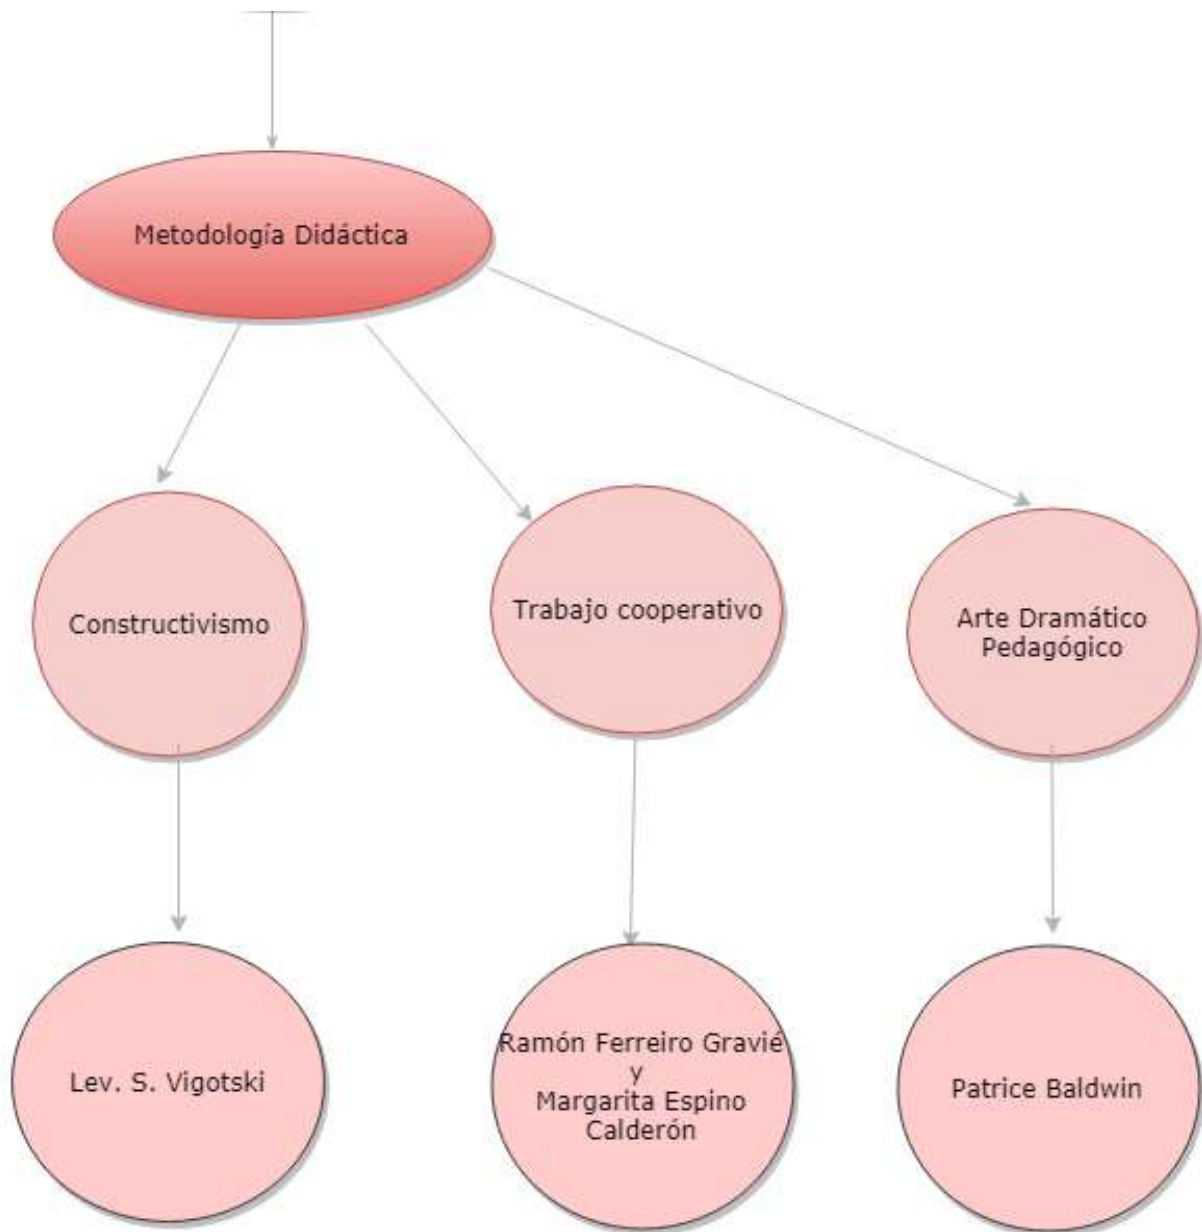 Metodología Didáctica
Constructivismo
Trabajo cooperativo
Arte Dramático
Pedagógico
Lev. S. Vigotski
Ramón Ferreiro Gravié
y
Margarita Espino
Calderón
Patrice Baldwin